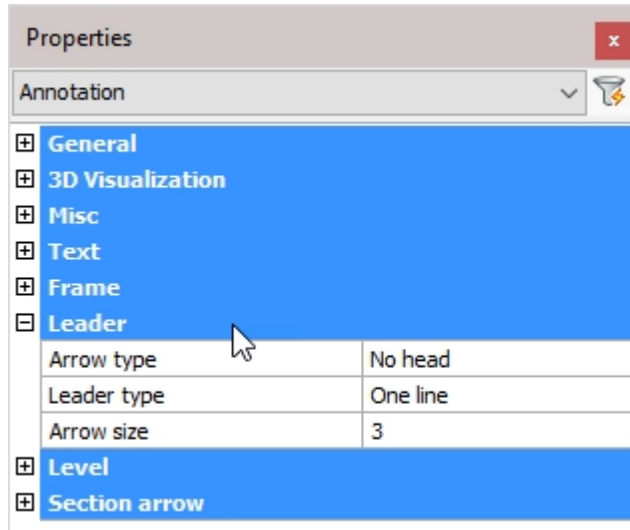 Properties
x
Annotation
General
3D Visualization
Misc
Text
Frame
Leader
Arrow type No head
Leader type One line
Arrow size 3
Level
Section arrow